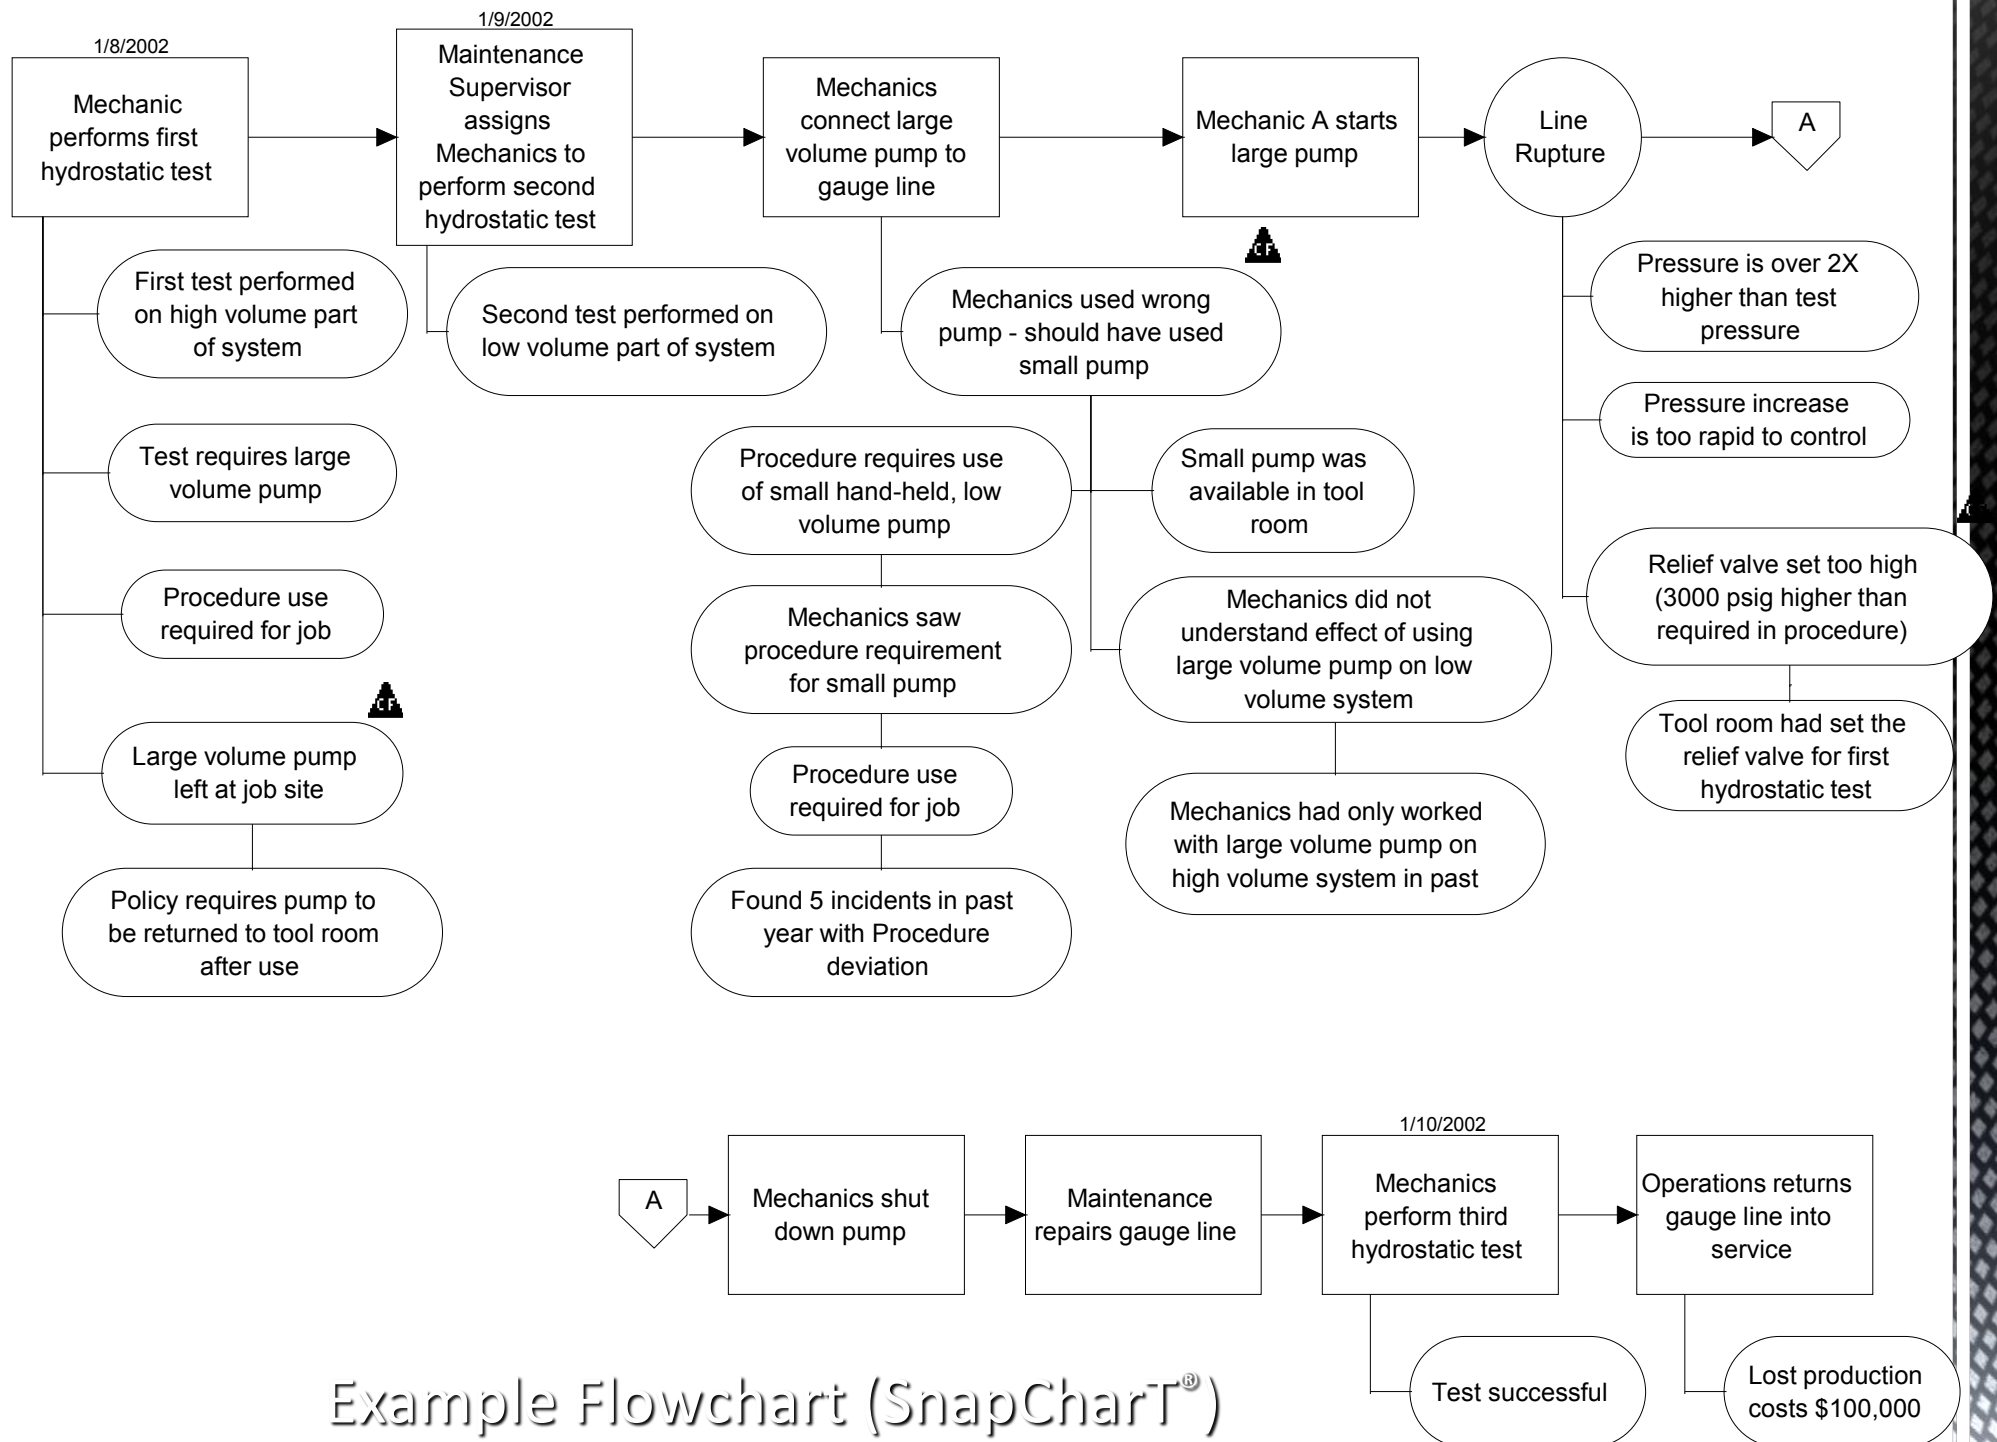 1/8/2002
Mechanic
performs first
hydrostatic test
First test performed
on high volume part
of system
Test requires large
volume pump
Procedure use
required for job
CF
Large volume pump
left at job site
Policy requires pump to
be returned to tool room
after use
1/9/2002
Maintenance
Supervisor
assigns
Mechanics to
perform second
hydrostatic test
Second test performed on
low volume part of system
Mechanics
connect large
volume pump to
gauge line
CF
Mechanics used wrong
pump - should have used
small pump
Procedure requires use
of small hand-held, low
volume pump
Mechanics saw
procedure requirement
for small pump
Procedure use
required for job
Found 5 incidents in past
year with Procedure
deviation
Small pump was
available in tool
room
Mechanics did not
understand effect of using
large volume pump on low
volume system
Mechanics had only worked
with large volume pump on
high volume system in past
Mechanic A starts
large pump
Line
Rupture
Pressure is over 2X
higher than test
pressure
Pressure increase
is too rapid to control
Relief valve set too high
(3000 psig higher than
required in procedure)
Tool room had set the
relief valve for first
hydrostatic test
A
A
Mechanics shut
down pump
Maintenance
repairs gauge line
1/10/2002
Mechanics
perform third
hydrostatic test
Test successful
Operations returns
gauge line into
service
Lost production
costs $100,000
Example Flowchart (SnapCharT®)